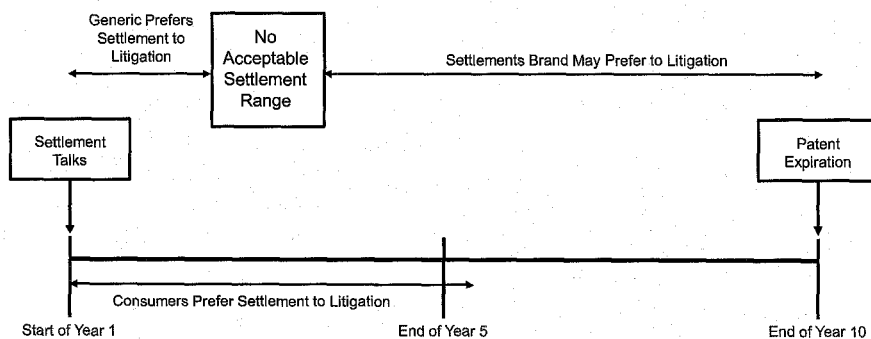 Generic Prefers
Settlement to
Litigation
No
Acceptable
Settlement
Range
Settlements Brand May Prefer to Litigation
Settlement
Talks
Patent
Expiration
Consumers Prefer Settlement to Litigation
Start of Year 1
End of Year 5
End of Year 10